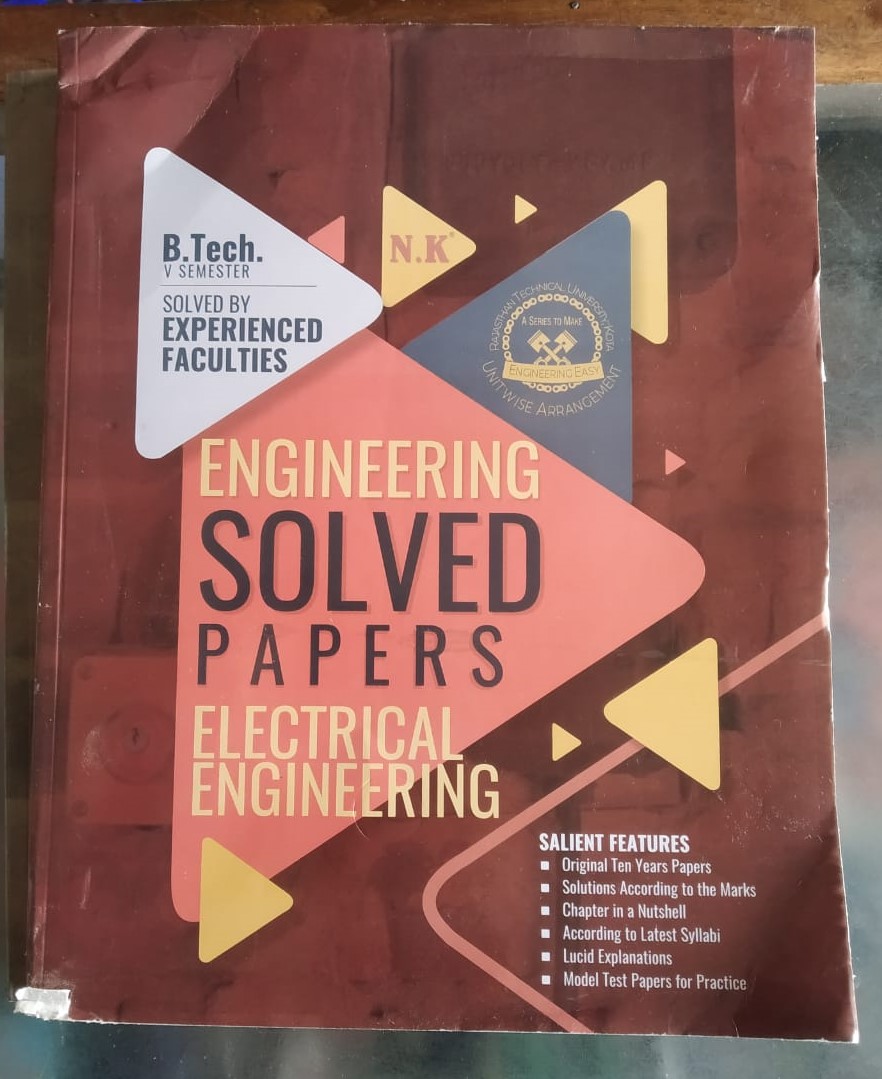 B.Tech.
V SEMESTER
SOLVED BY
EXPERIENCED
FACULTIES
N.K
RAJASTHAN TECHNICAL UNIVERSITY KOTA
A SERIES TO MAKE
ENGINEERING EASY
UNITWISE ARRANGEMENT
ENGINEERING
SOLVED
PAPERS
ELECTRICAL
ENGINEERING
SALIENT FEATURES
Original Ten Years Papers
Solutions According to the Marks
Chapter in a Nutshell
According to Latest Syllabi
Lucid Explanations
Model Test Papers for Practice